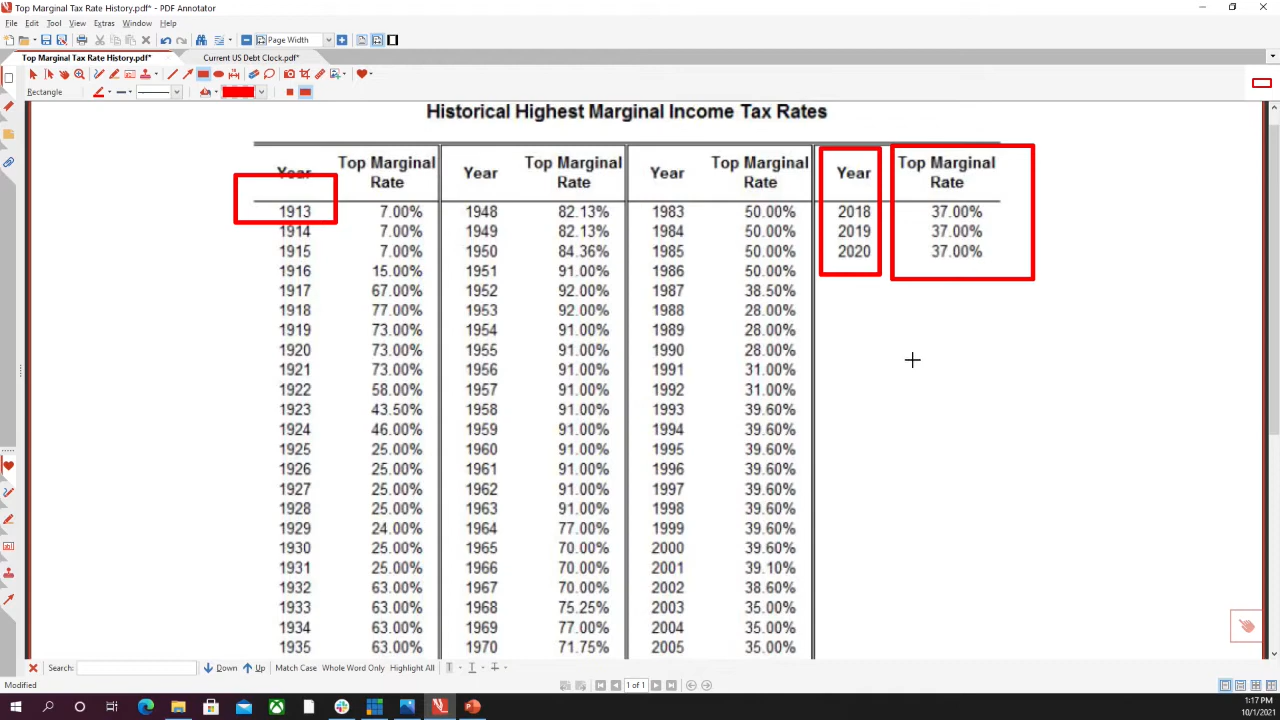 Top Marginal Tax Rate History.pdf* - PDF Annotator
File Edit Tool View Extras Window Help
New Page Width
Top Marginal Tax Rate History.pdf* Current US Debt Clock.pdf*
Rectangle
Historical Highest Marginal Income Tax Rates
Year Top Marginal Rate Year Top Marginal Rate Year Top Marginal Rate Year Top Marginal Rate
1913 7.00% 1948 82.13% 1983 50.00% 2018 37.00%
1914 7.00% 1949 82.13% 1984 50.00% 2019 37.00%
1915 7.00% 1950 84.36% 1985 50.00% 2020 37.00%
1916 15.00% 1951 91.00% 1986 50.00%
1917 67.00% 1952 92.00% 1987 38.50%
1918 77.00% 1953 92.00% 1988 28.00%
1919 73.00% 1954 91.00% 1989 28.00%
1920 73.00% 1955 91.00% 1990 28.00%
1921 73.00% 1956 91.00% 1991 31.00%
1922 58.00% 1957 91.00% 1992 31.00%
1923 43.50% 1958 91.00% 1993 39.60%
1924 46.00% 1959 91.00% 1994 39.60%
1925 25.00% 1960 91.00% 1995 39.60%
1926 25.00% 1961 91.00% 1996 39.60%
1927 25.00% 1962 91.00% 1997 39.60%
1928 25.00% 1963 91.00% 1998 39.60%
1929 24.00% 1964 77.00% 1999 39.60%
1930 25.00% 1965 70.00% 2000 39.60%
1931 25.00% 1966 70.00% 2001 39.10%
1932 63.00% 1967 70.00% 2002 38.60%
1933 63.00% 1968 75.25% 2003 35.00%
1934 63.00% 1969 77.00% 2004 35.00%
1935 63.00% 1970 71.75% 2005 35.00%
Search: Down Up Match Case Whole Word Only Highlight All
1 of 1
Modified
1:17 PM
10/1/2021